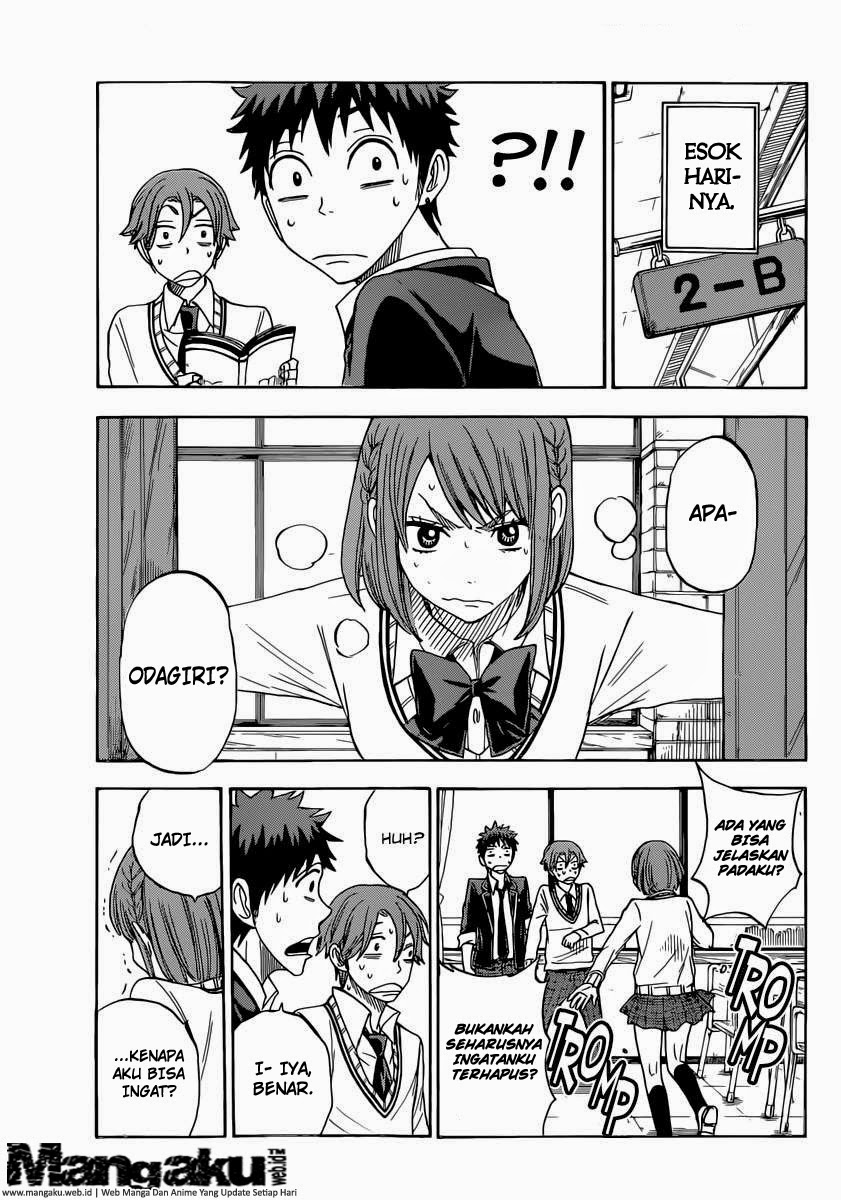 ESOK
HARI-
NYA.
2-B
?!!
APA-
ODAGIRI?
ADA YANG
BISA
JELASKAN
PADAKU?
TROMP
TROMP
BUKANKAH
SEHARUSNYA
INGATANKU
TERHAPUS?
HUH?
I- IYA,
BENAR.
JADI...
...KENAPA
AKU BISA
INGAT?
Mangaku
web.id™
www.mangaku.web.id | Web Manga Dan Anime Yang Update Setiap Hari